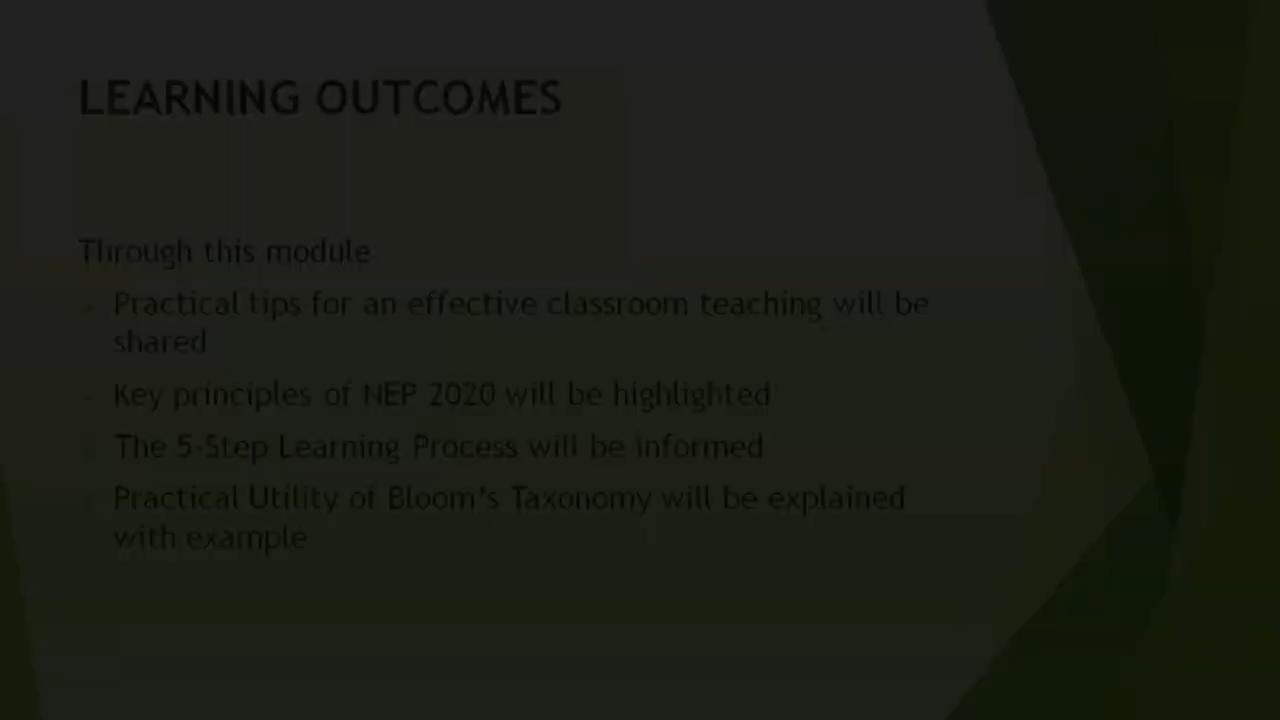 LEARNING OUTCOMES
Through this module
Practical tips for an effective classroom teaching will be
shared
Key principles of NEP 2020 will be highlighted
The 5-Step Learning Process will be informed
Practical Utility of Bloom's Taxonomy will be explained
with example